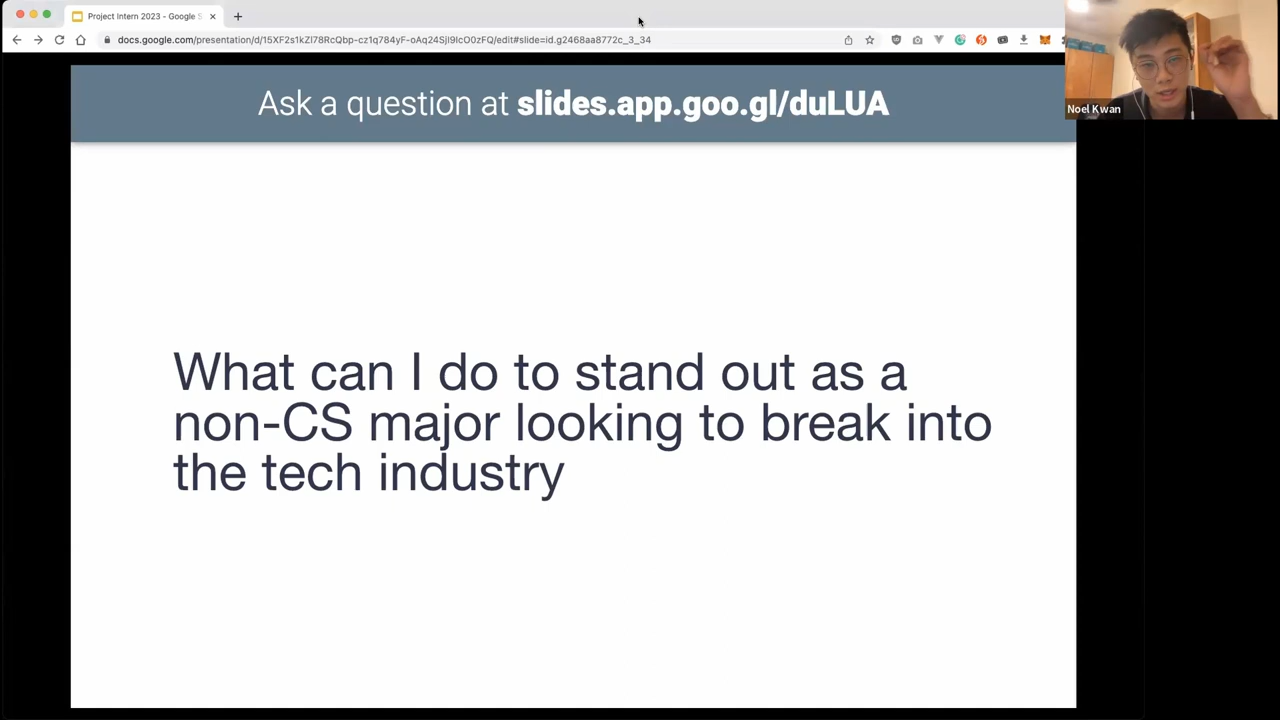 Project Intern 2023 - Google S
docs.google.com/presentation/d/15XF2s1kZl78RcQbp-cz1q784yF-oAq24SjI9IcO0zFQ/edit#slide=id.g2468aa8772c_3_34
Noel Kwan
Ask a question at slides.app.goo.gl/duLUA
What can I do to stand out as a
non-CS major looking to break into
the tech industry